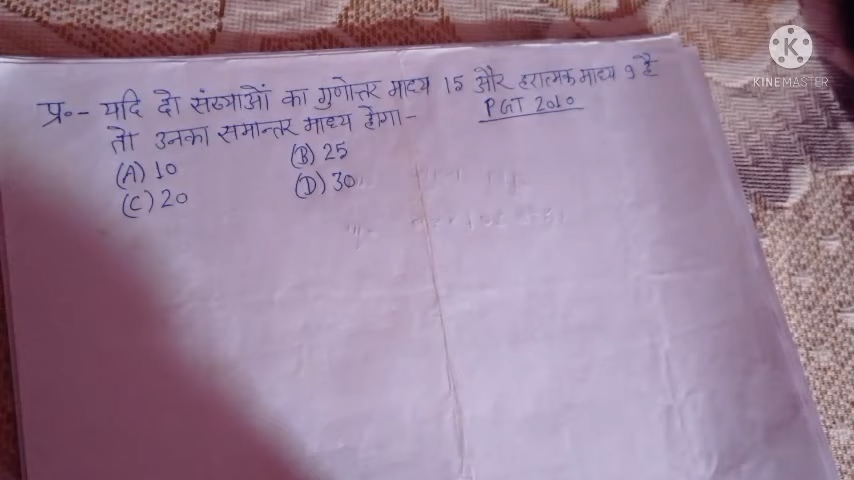 प्र०- यदि दो संख्याओं का गुणोत्तर माध्य 15 और हरात्मक माध्य 9 है
तो उनका समान्तर माध्य होगा- PGT 2010
(A) 10 (B) 25
(C) 20 (D) 30
KINEMASTER